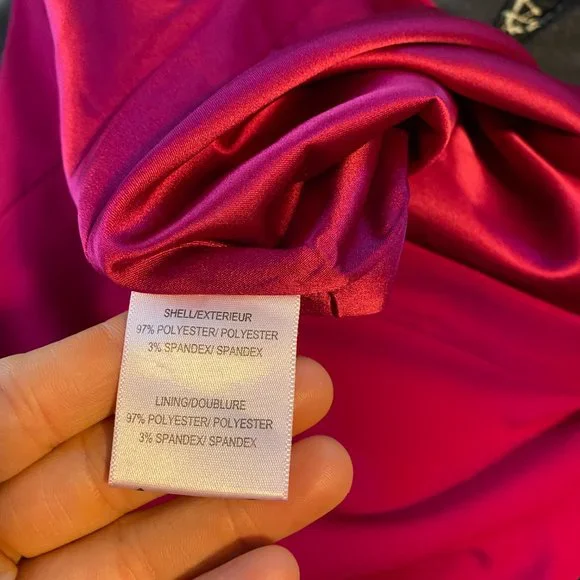 SHELL/EXTERIEUR
97% POLYESTER/ POLYESTER
3% SPANDEX/ SPANDEX
LINING/DOUBLURE
97% POLYESTER/ POLYESTER
3% SPANDEX/ SPANDEX